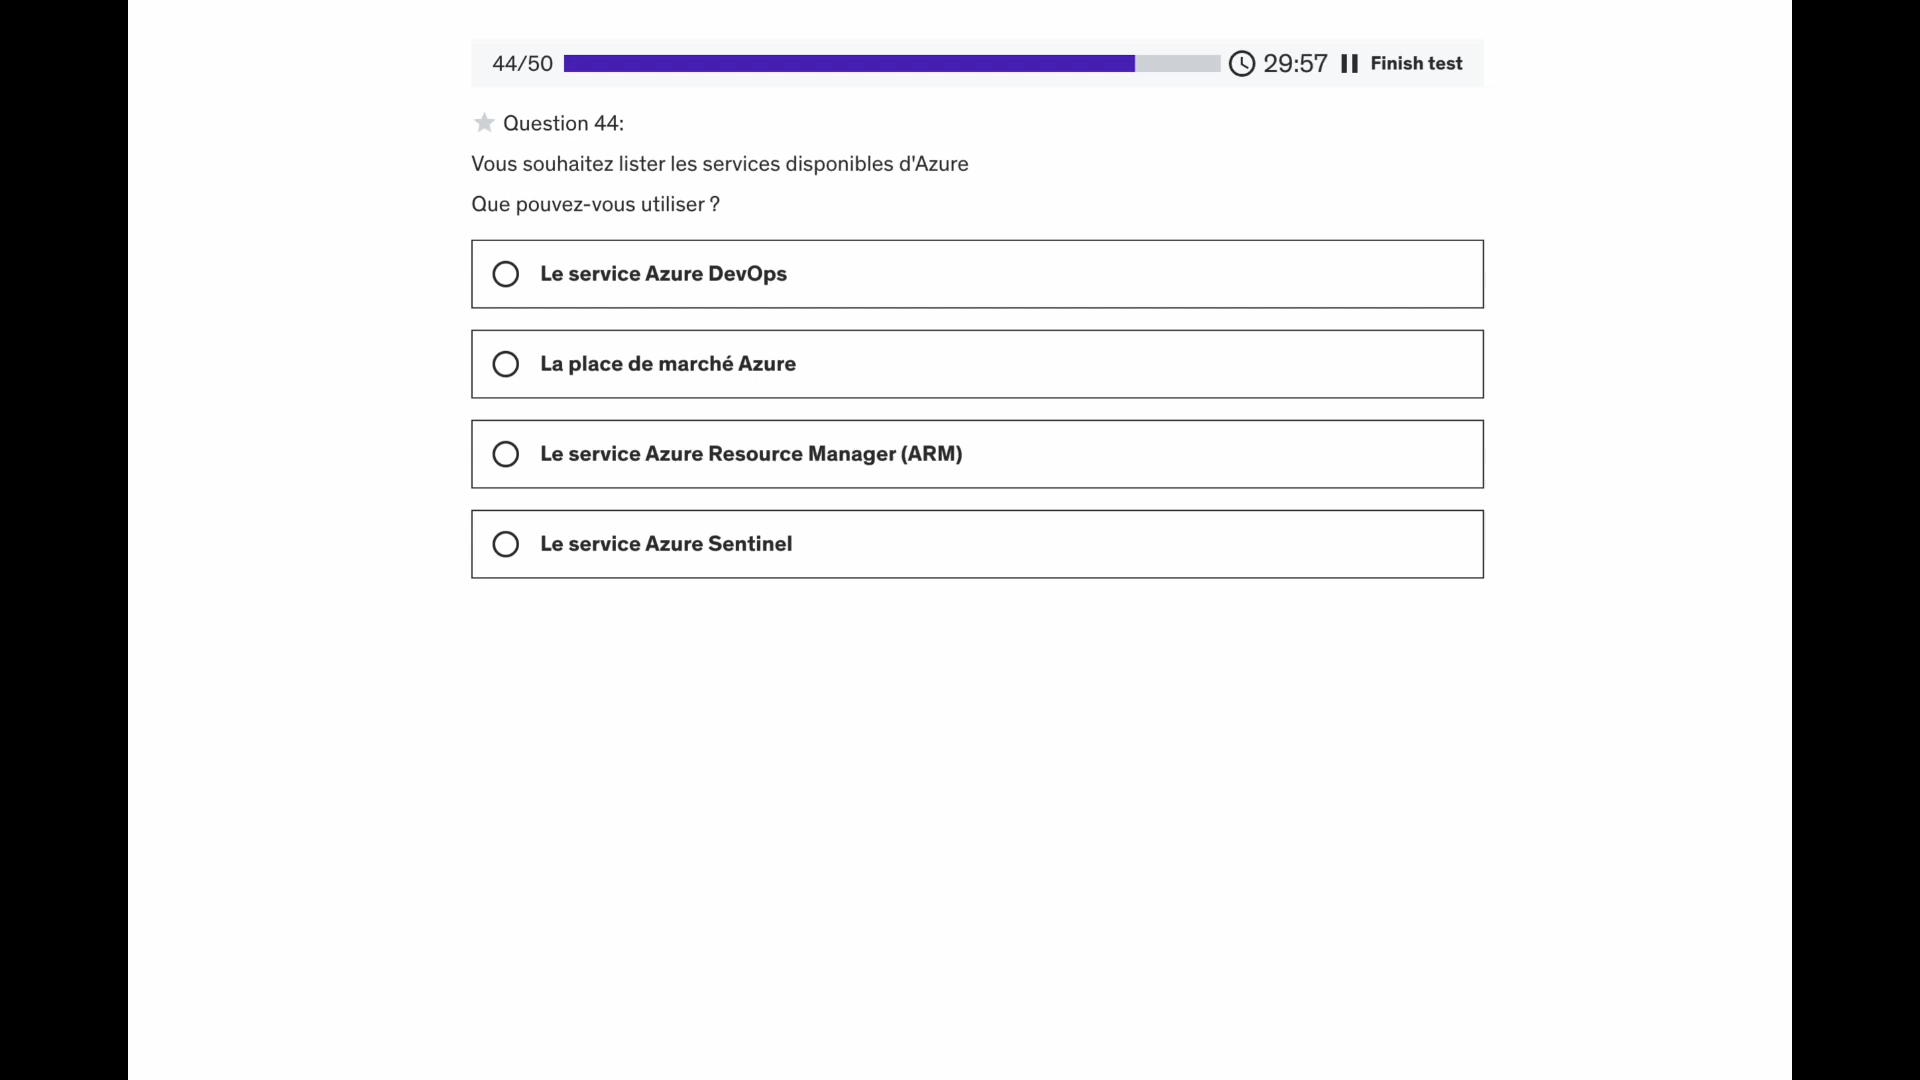 44/50 29:57 Finish test
Question 44:
Vous souhaitez lister les services disponibles d'Azure
Que pouvez-vous utiliser ?
Le service Azure DevOps
La place de marché Azure
Le service Azure Resource Manager (ARM)
Le service Azure Sentinel